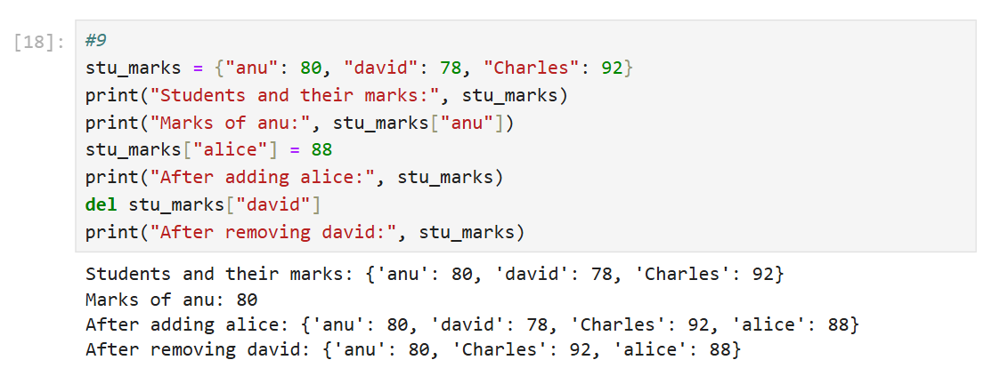 [18]: #9
stu_marks = {"anu": 80, "david": 78, "Charles": 92}
print("Students and their marks:", stu_marks)
print("Marks of anu:", stu_marks["anu"])
stu_marks["alice"] = 88
print("After adding alice:", stu_marks)
del stu_marks["david"]
print("After removing david:", stu_marks)
Students and their marks: {'anu': 80, 'david': 78, 'Charles': 92}
Marks of anu: 80
After adding alice: {'anu': 80, 'david': 78, 'Charles': 92, 'alice': 88}
After removing david: {'anu': 80, 'Charles': 92, 'alice': 88}